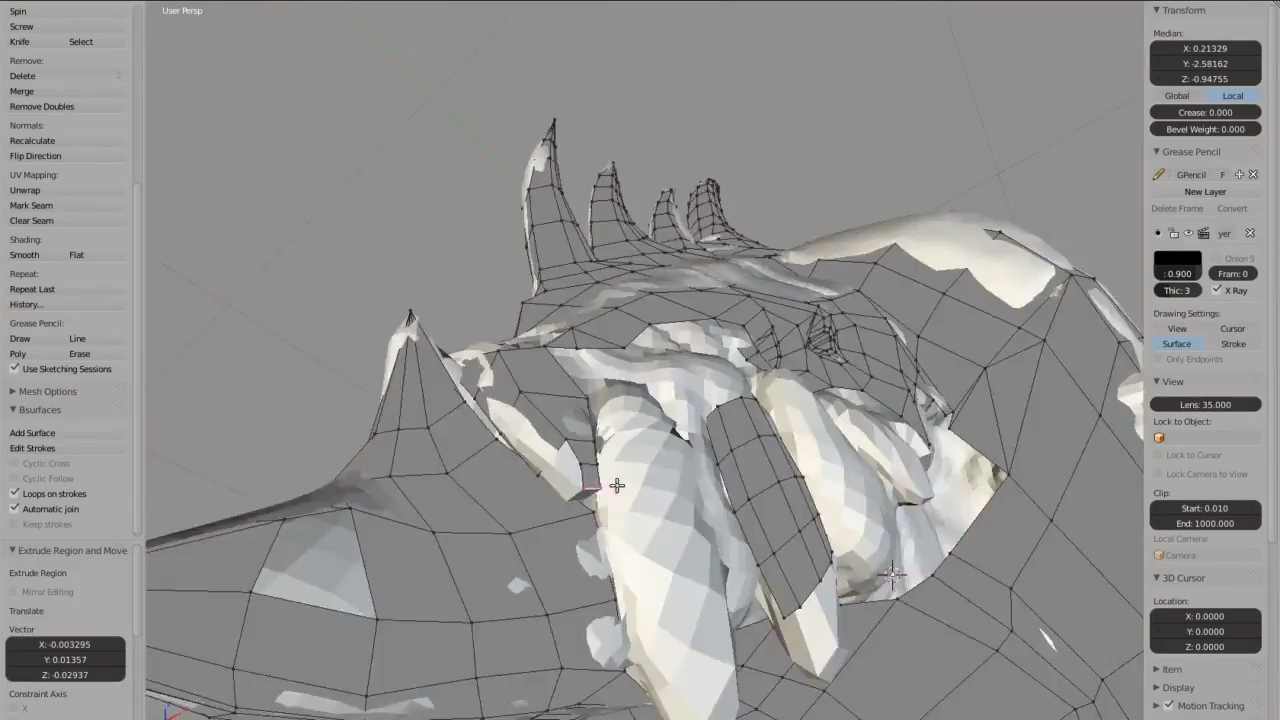 Spin
Screw
Knife Select
Remove:
Delete
Merge
Remove Doubles
Normals:
Recalculate
Flip Direction
UV Mapping:
Unwrap
Mark Seam
Clear Seam
Shading:
Smooth Flat
Repeat:
Repeat Last
History...
Grease Pencil:
Draw Line
Poly Erase
Use Sketching Sessions
Mesh Options
Bsurfaces
Add Surface
Edit Strokes
Cyclic Cross
Cyclic Follow
Loops on strokes
Automatic join
Keep strokes
Extrude Region and Move
Extrude Region
Mirror Editing
Translate
Vector
X: -0.003295
Y: 0.01357
Z: -0.02937
Constraint Axis
X
User Persp
Transform
Median:
X: 0.21329
Y: -2.58162
Z: -0.94755
Global Local
Crease: 0.000
Bevel Weight: 0.000
Grease Pencil
GPencil F
New Layer
Delete Frame Convert
yer
Onion S
: 0.900 Fram: 0
Thic: 3 X Ray
Drawing Settings:
View Cursor
Surface Stroke
Only Endpoints
View
Lens: 35.000
Lock to Object:
Lock to Cursor
Lock Camera to View
Clip:
Start: 0.010
End: 1000.000
Local Camera:
Camera
3D Cursor
Location:
X: 0.0000
Y: 0.0000
Z: 0.0000
Item
Display
Motion Tracking